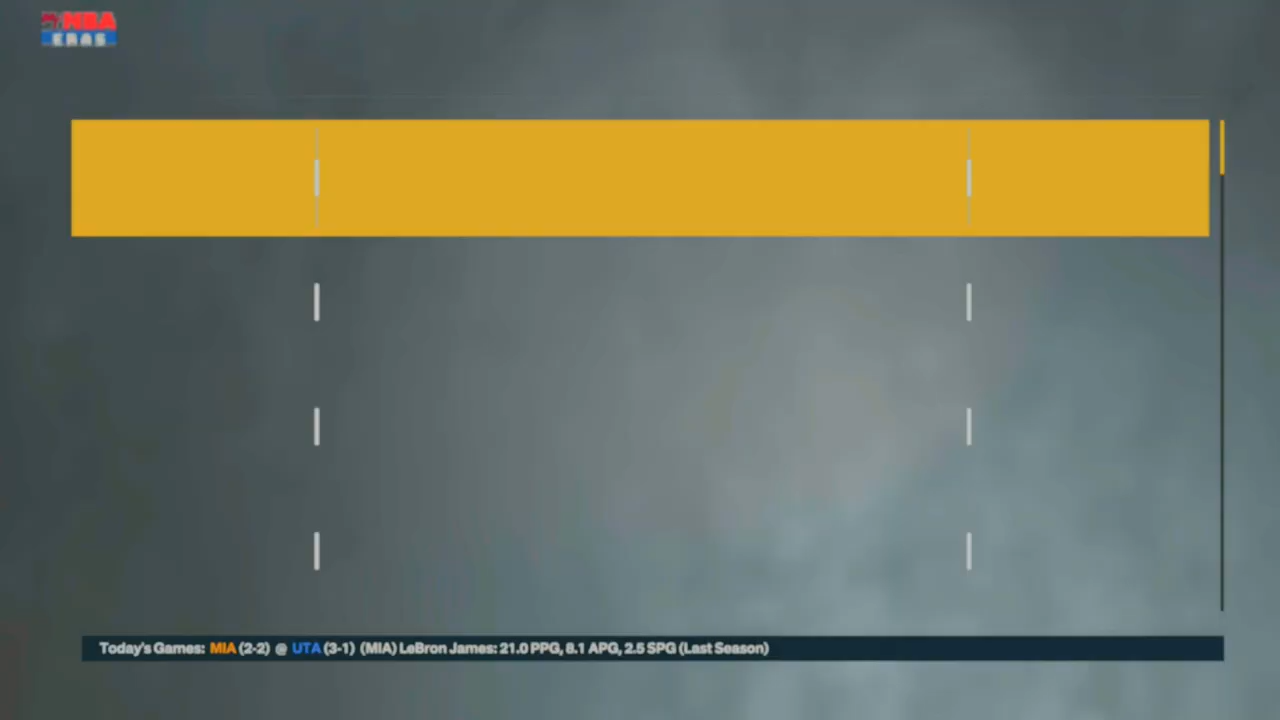 NBA
ERAS
Today's Games: MIA (2-2) @ UTA (3-1) (MIA) LeBron James: 21.0 PPG, 8.1 APG, 2.5 SPG (Last Season)